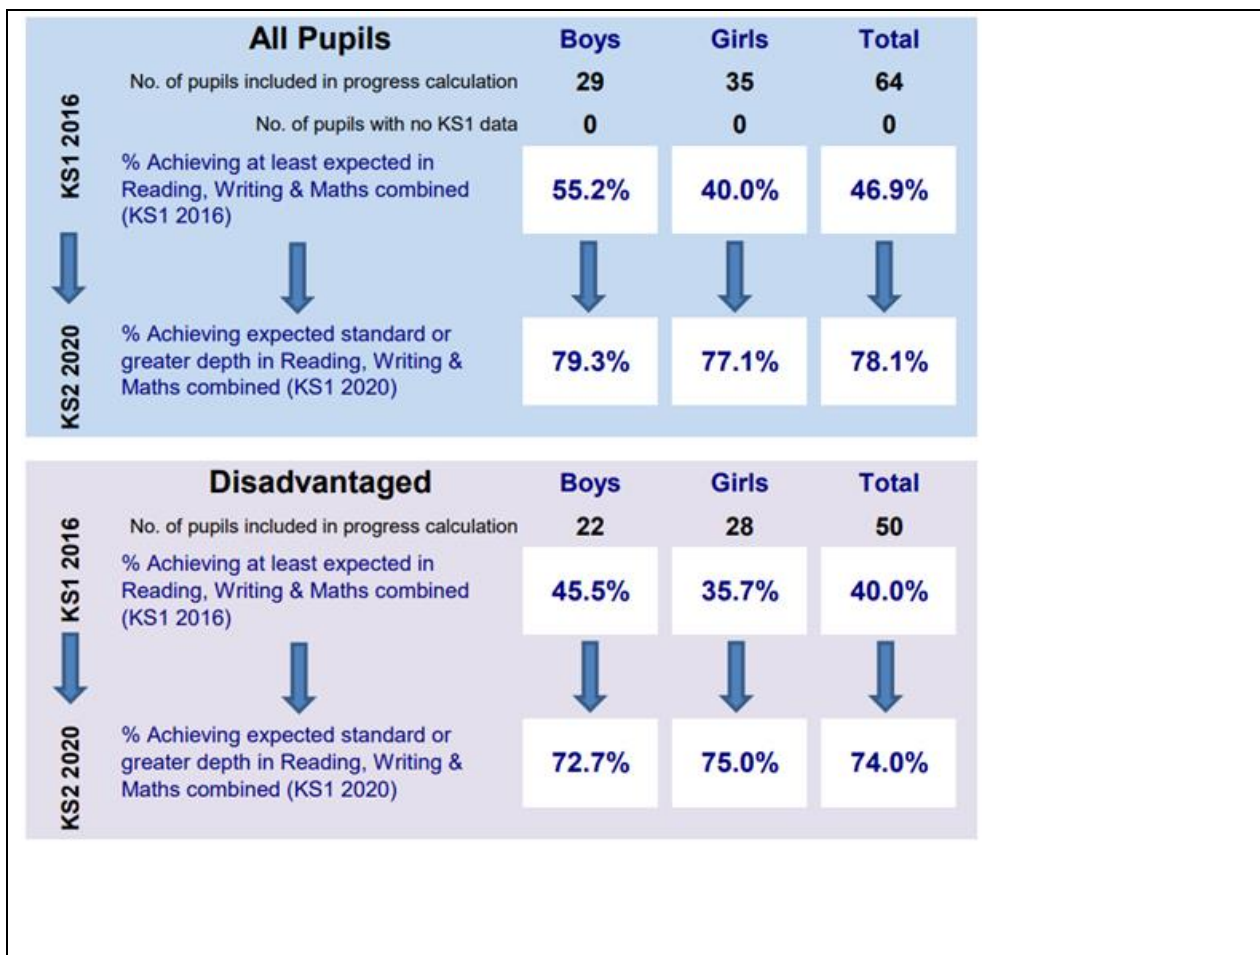 All Pupils Boys Girls Total
No. of pupils included in progress calculation 29 35 64
No. of pupils with no KS1 data 0 0 0
KS1 2016
% Achieving at least expected in
Reading, Writing & Maths combined 55.2% 40.0% 46.9%
(KS1 2016)
KS2 2020
% Achieving expected standard or
greater depth in Reading, Writing & 79.3% 77.1% 78.1%
Maths combined (KS1 2020)
Disadvantaged Boys Girls Total
No. of pupils included in progress calculation 22 28 50
KS1 2016
% Achieving at least expected in
Reading, Writing & Maths combined 45.5% 35.7% 40.0%
(KS1 2016)
KS2 2020
% Achieving expected standard or
greater depth in Reading, Writing & 72.7% 75.0% 74.0%
Maths combined (KS1 2020)